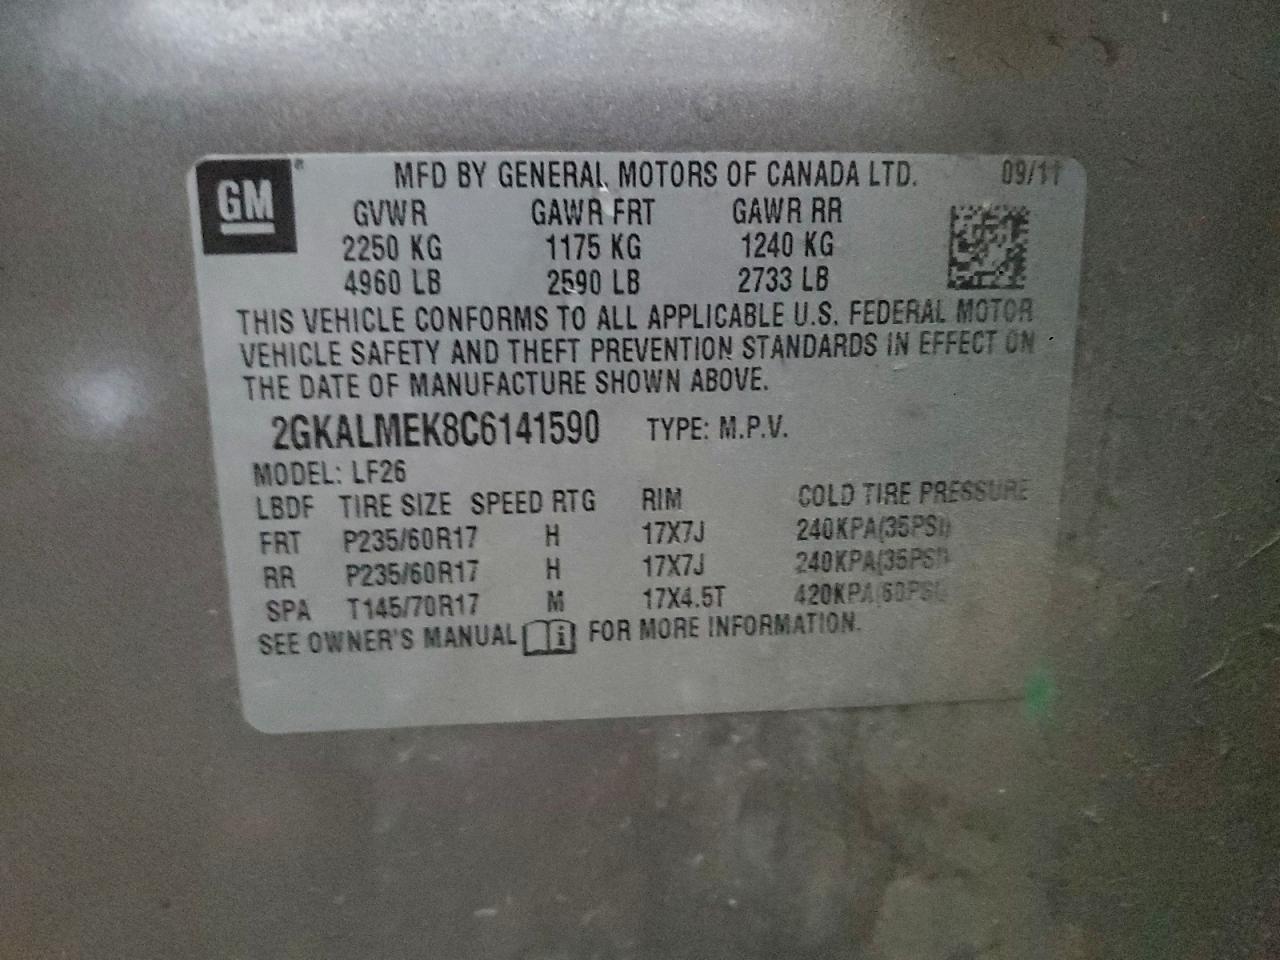 GM ® MFD BY GENERAL MOTORS OF CANADA LTD. 09/11
GVWR GAWR FRT GAWR RR
2250 KG 1175 KG 1240 KG
4960 LB 2590 LB 2733 LB
THIS VEHICLE CONFORMS TO ALL APPLICABLE U.S. FEDERAL MOTOR
VEHICLE SAFETY AND THEFT PREVENTION STANDARDS IN EFFECT ON
THE DATE OF MANUFACTURE SHOWN ABOVE.
2GKALMEK8C6141590 TYPE: M.P.V.
MODEL: LF26
LBDF TIRE SIZE SPEED RTG RIM COLD TIRE PRESSURE
FRT P235/60R17 H 17X7J 240KPA(35PSI)
RR P235/60R17 H 17X7J 240KPA(35PSI)
SPA T145/70R17 M 17X4.5T 420KPA(60PSI)
SEE OWNER'S MANUAL i FOR MORE INFORMATION.